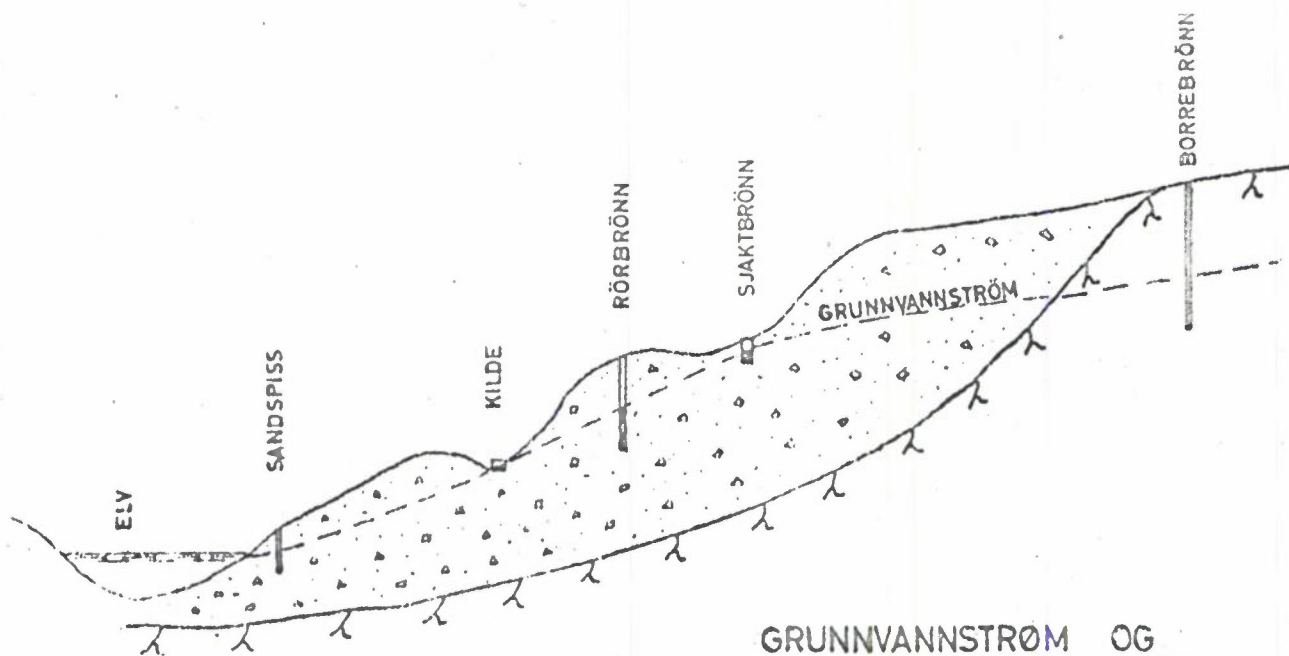 ELV
SANDSPISS
KILDE
RÖRBRÖNN
SJAKTBRÖNN
BORREBRÖNN
GRUNNVANNSTRÖM
GRUNNVANNSTRØM OG